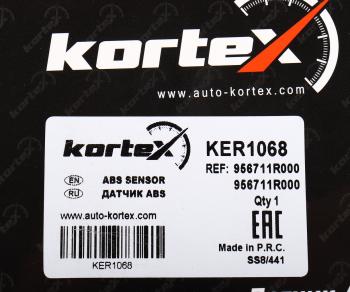 kortex
www.auto-kortex.com
kortex
KER1068
REF: 956711R000
956711R000
EN ABS SENSOR
RU ДАТЧИК ABS
Qty 1
www.auto-kortex.com
EAC
Made in P.R.C.
SS8/441
KER1068